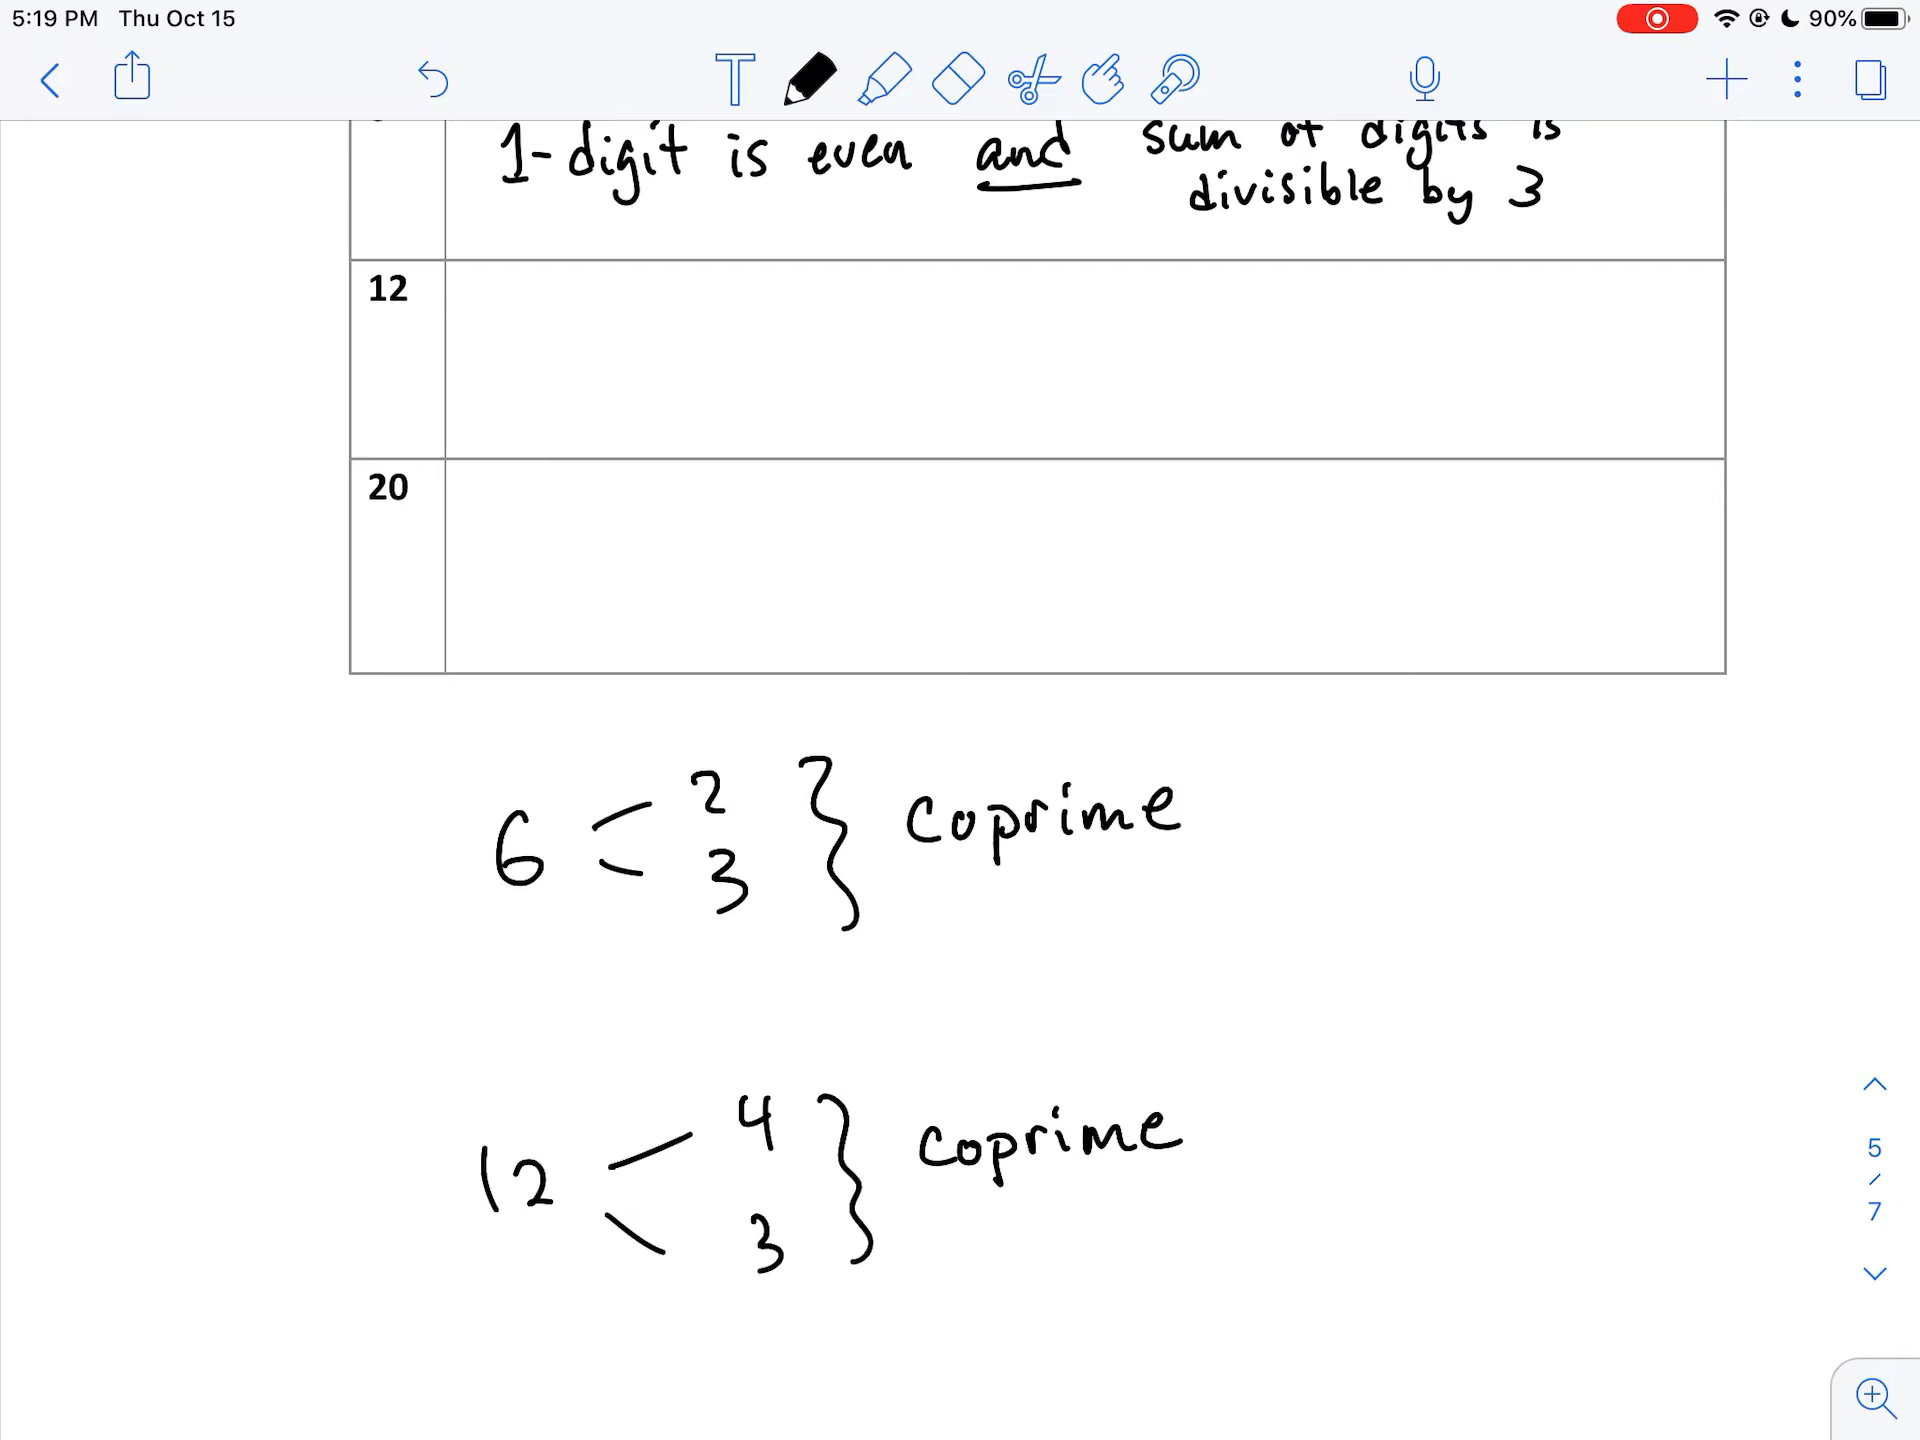 5:19 PM Thu Oct 15
90%
1-digit is even and sum of digits is
divisible by 3
12
20
6 2 3 coprime
12 4 3 coprime
5
/
7